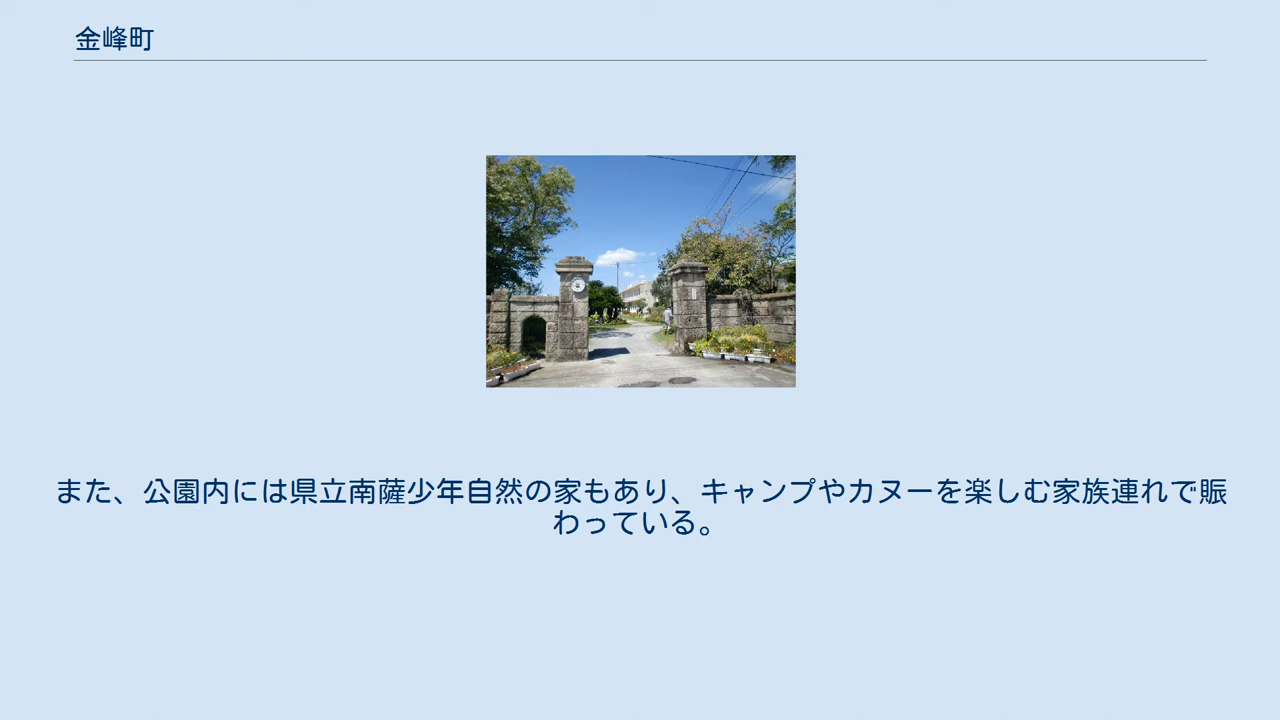 金峰町
また、公園内には県立南薩少年自然の家もあり、キャンプやカヌーを楽しむ家族連れで賑
わっている。